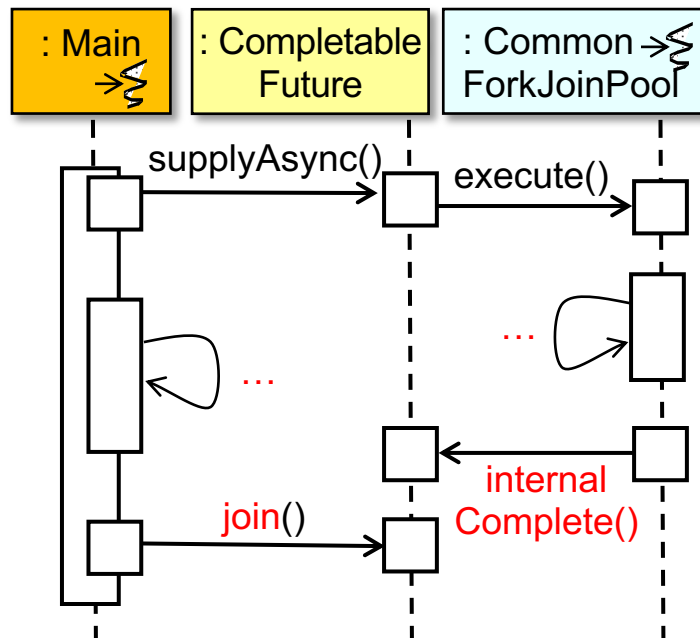 : Main
: Completable
Future
: Common
ForkJoinPool
supplyAsync()
execute()
…
…
internal
Complete()
join()